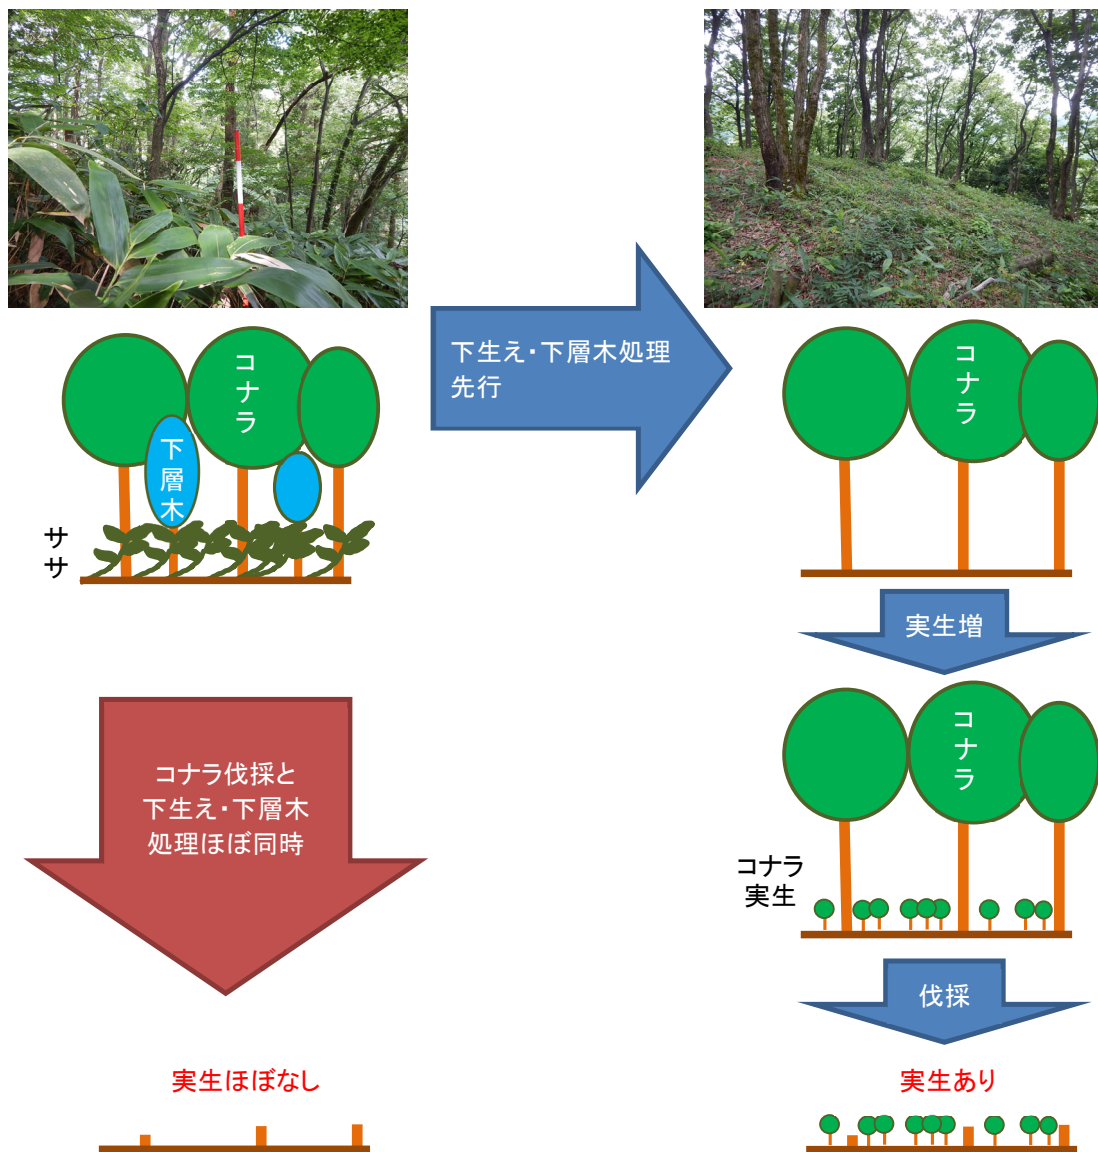 下生え・下層木処理
先行
コナラ
下層木
ササ
コナラ
実生増
コナラ伐採と
下生え・下層木
処理ほぼ同時
コナラ
コナラ
実生
伐採
実生ほぼなし
実生あり